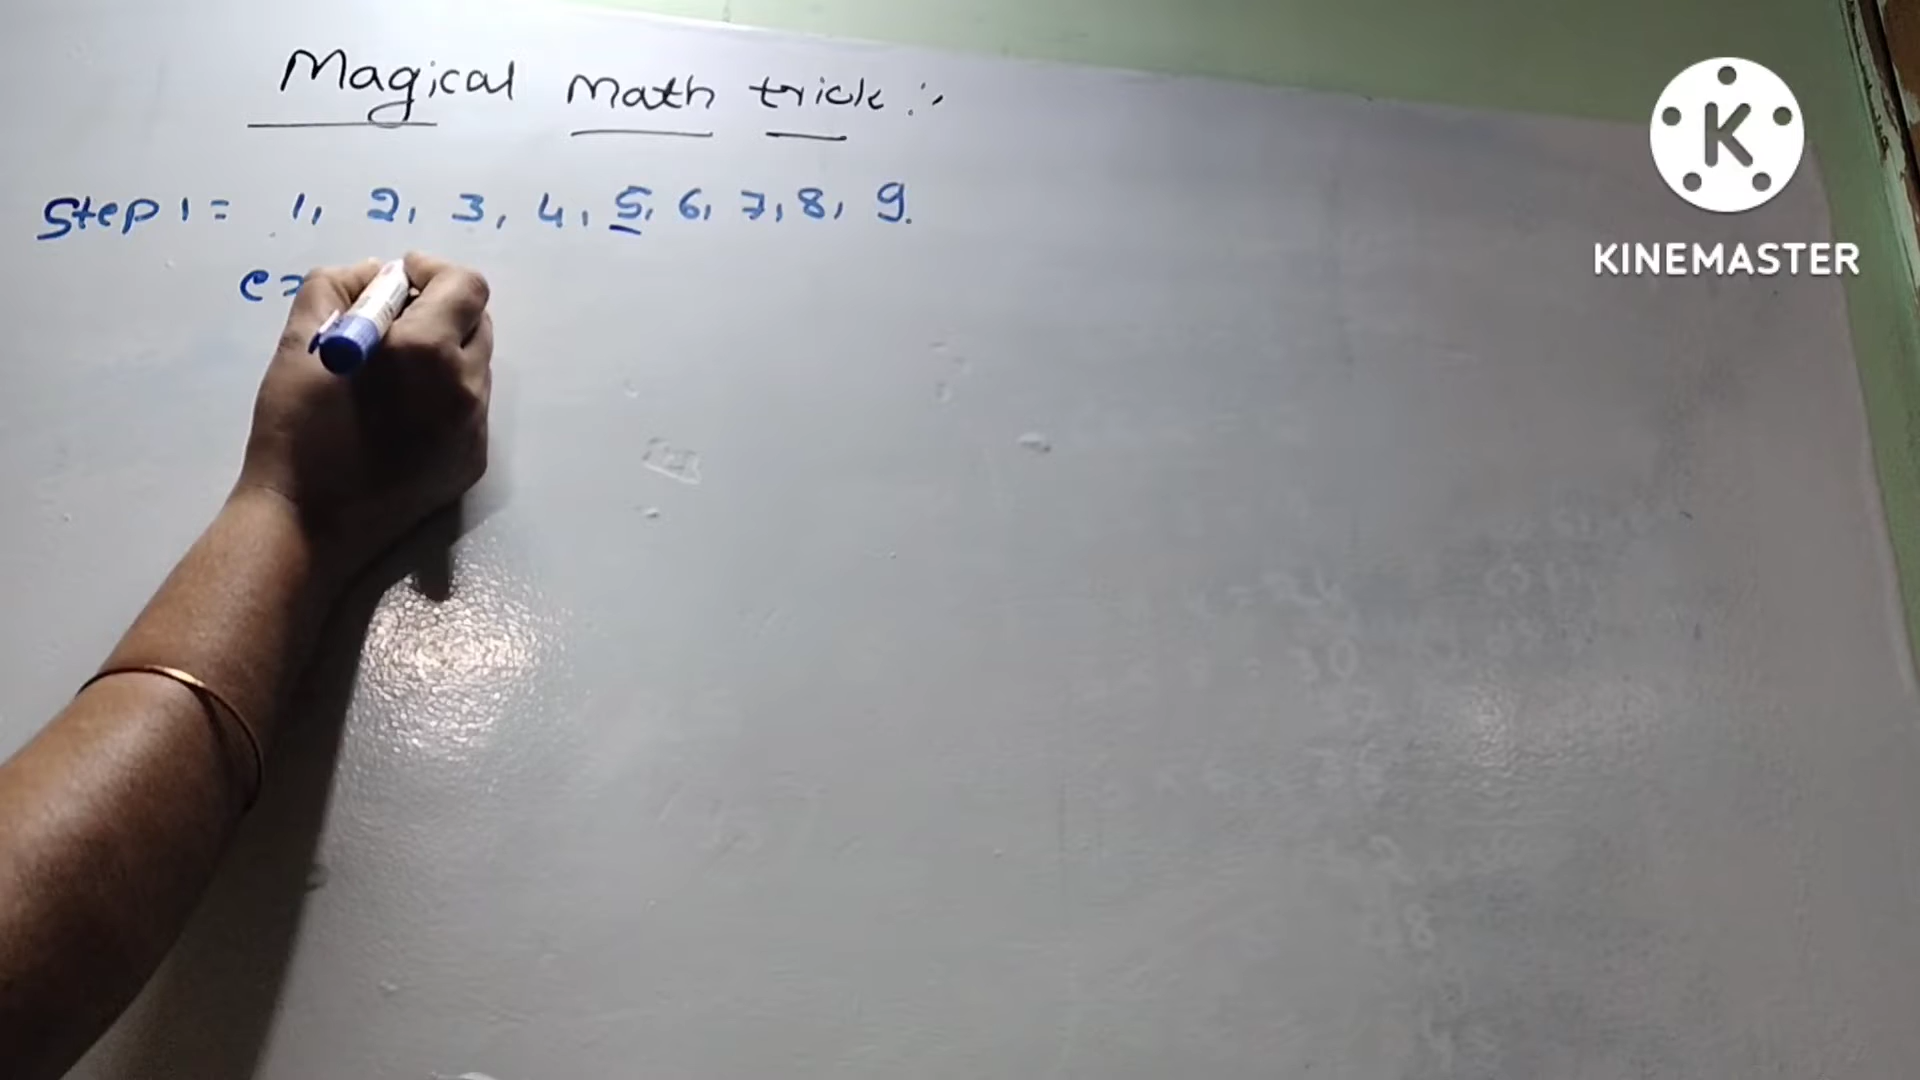 Magical Math trick :-
Step 1 = 1, 2, 3, 4, 5, 6, 7, 8, 9.
KINEMASTER